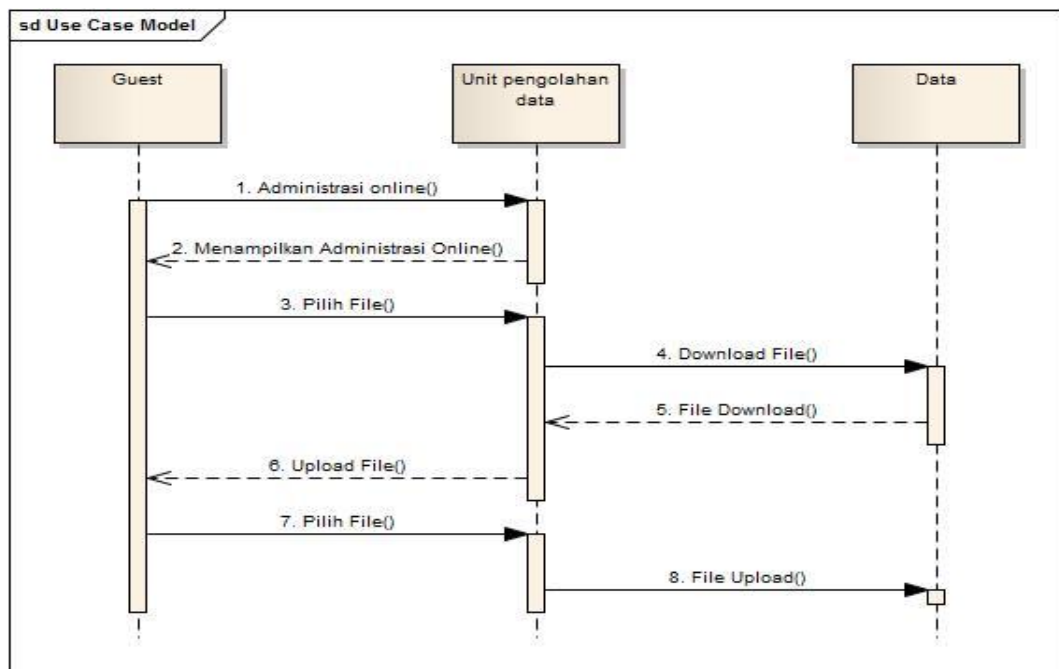 sd Use Case Model
Guest
Unit pengolahan
data
Data
1. Administrasi online()
2. Menampilkan Administrasi Online()
3. Pilih File()
4. Download File()
5. File Download()
6. Upload File()
7. Pilih File()
8. File Upload()